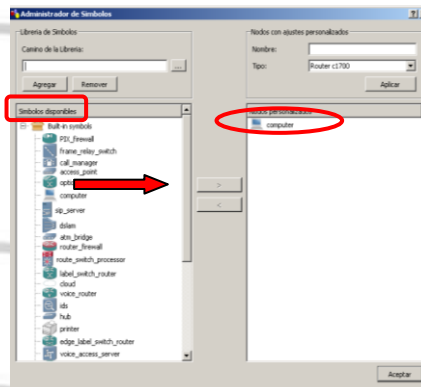 Administrador de Símbolos
Librería de Símbolos
Camino de la Librería:
...
Agregar
Remover
Nodos con ajustes personalizados
Nombre:
Tipo:
Router c1700
Aplicar
Símbolos disponibles
Built-in symbols
PIX_firewall
frame_relay_switch
call_manager
access_point
computer
sip_server
dslam
atm_bridge
router_firewall
route_switch_processor
label_switch_router
cloud
voice_router
ids
hub
printer
edge_label_switch_router
voice_access_server
>
<
Nodos personalizados
computer
Aceptar